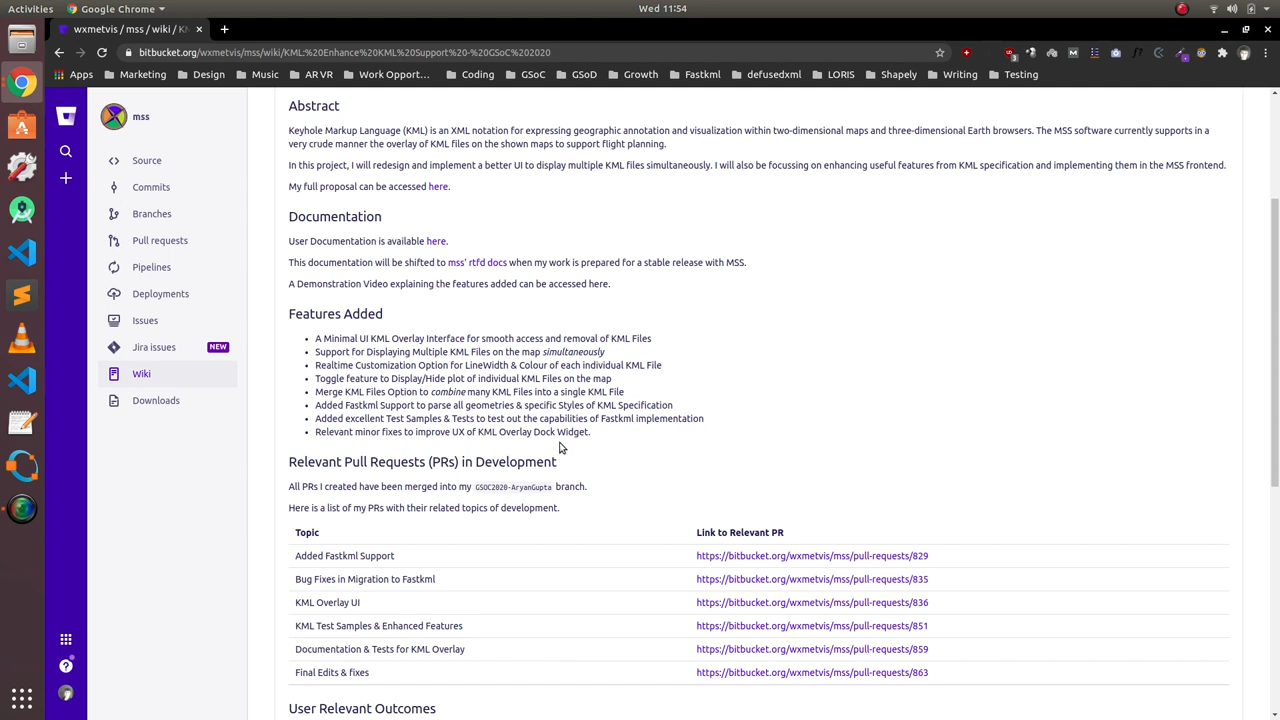 Activities
Google Chrome
Wed 11:54
wxmetvis / mss / wiki / K
bitbucket.org/wxmetvis/mss/wiki/KML:%20Enhance%20KML%20Support%20-%20GSoC%202020
Apps
Marketing
Design
Music
AR VR
Work Opport…
Coding
GSoC
GSoD
Growth
Fastkml
defusedxml
LORIS
Shapely
Writing
Testing
mss
Source
Commits
Branches
Pull requests
Pipelines
Deployments
Issues
Jira issues NEW
Wiki
Downloads
Abstract
Keyhole Markup Language (KML) is an XML notation for expressing geographic annotation and visualization within two-dimensional maps and three-dimensional Earth browsers. The MSS software currently supports in a
very crude manner the overlay of KML files on the shown maps to support flight planning.
In this project, I will redesign and implement a better UI to display multiple KML files simultaneously. I will also be focussing on enhancing useful features from KML specification and implementing them in the MSS frontend.
My full proposal can be accessed here.
Documentation
User Documentation is available here.
This documentation will be shifted to mss' rtfd docs when my work is prepared for a stable release with MSS.
A Demonstration Video explaining the features added can be accessed here.
Features Added
• A Minimal UI KML Overlay Interface for smooth access and removal of KML Files
• Support for Displaying Multiple KML Files on the map simultaneously
• Realtime Customization Option for LineWidth & Colour of each individual KML File
• Toggle feature to Display/Hide plot of individual KML Files on the map
• Merge KML Files Option to combine many KML Files into a single KML File
• Added Fastkml Support to parse all geometries & specific Styles of KML Specification
• Added excellent Test Samples & Tests to test out the capabilities of Fastkml implementation
• Relevant minor fixes to improve UX of KML Overlay Dock Widget.
Relevant Pull Requests (PRs) in Development
All PRs I created have been merged into my GSOC2020-AryanGupta branch.
Here is a list of my PRs with their related topics of development.
Topic Link to Relevant PR
Added Fastkml Support https://bitbucket.org/wxmetvis/mss/pull-requests/829
Bug Fixes in Migration to Fastkml https://bitbucket.org/wxmetvis/mss/pull-requests/835
KML Overlay UI https://bitbucket.org/wxmetvis/mss/pull-requests/836
KML Test Samples & Enhanced Features https://bitbucket.org/wxmetvis/mss/pull-requests/851
Documentation & Tests for KML Overlay https://bitbucket.org/wxmetvis/mss/pull-requests/859
Final Edits & fixes https://bitbucket.org/wxmetvis/mss/pull-requests/863
User Relevant Outcomes